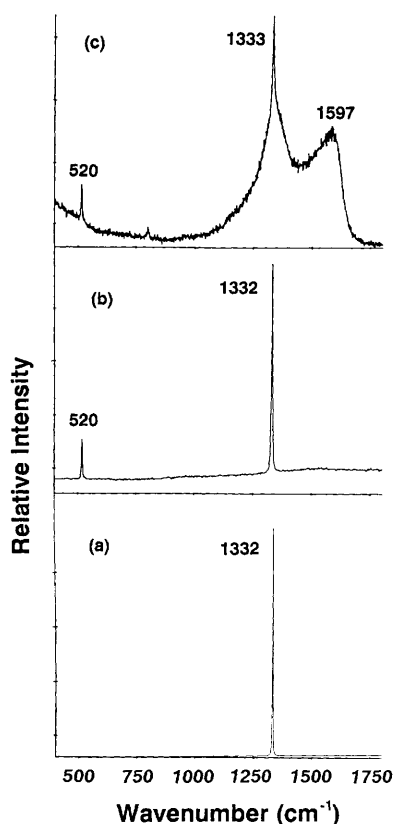 (c)
1333
1597
520
(b)
1332
520
(a)
1332
Relative Intensity
500 750 1000 1250 1500 1750
Wavenumber (cm⁻¹)